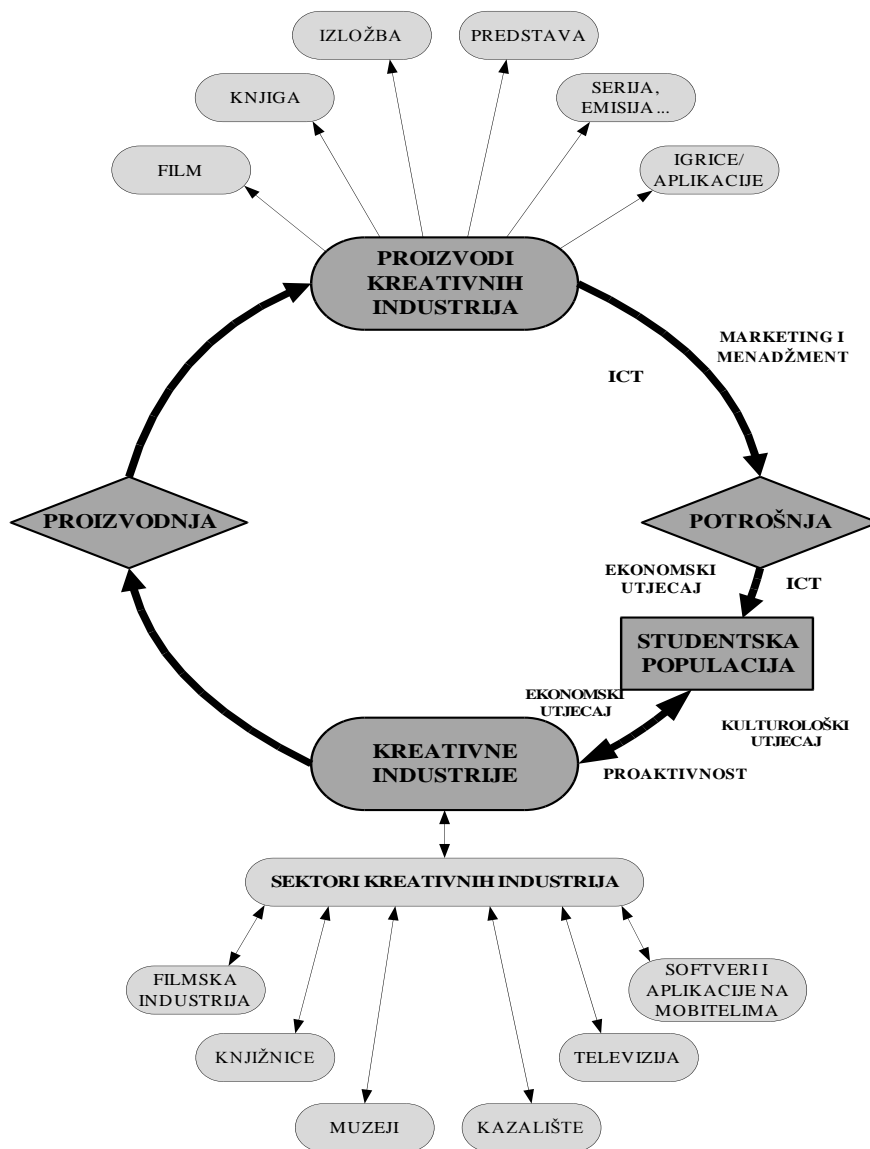 IZLOŽBA
PREDSTAVA
KNJIGA
SERIJA,
EMISIJA...
FILM
IGRICE/
APLIKACIJE
PROIZVODI
KREATIVNIH
INDUSTRIJA
MARKETING I
MENADŽMENT
ICT
PROIZVODNJA
POTROŠNJA
EKONOMSKI
UTJECAJ
ICT
STUDENTSKA
POPULACIJA
EKONOMSKI
UTJECAJ
KULTUROLOŠKI
UTJECAJ
KREATIVNE
INDUSTRIJE
PROAKTIVNOST
SEKTORI KREATIVNIH INDUSTRIJA
FILMSKA
INDUSTRIJA
SOFTVERI I
APLIKACIJE NA
MOBITELIMA
KNJIŽNICE
TELEVIZIJA
MUZEJI
KAZALIŠTE